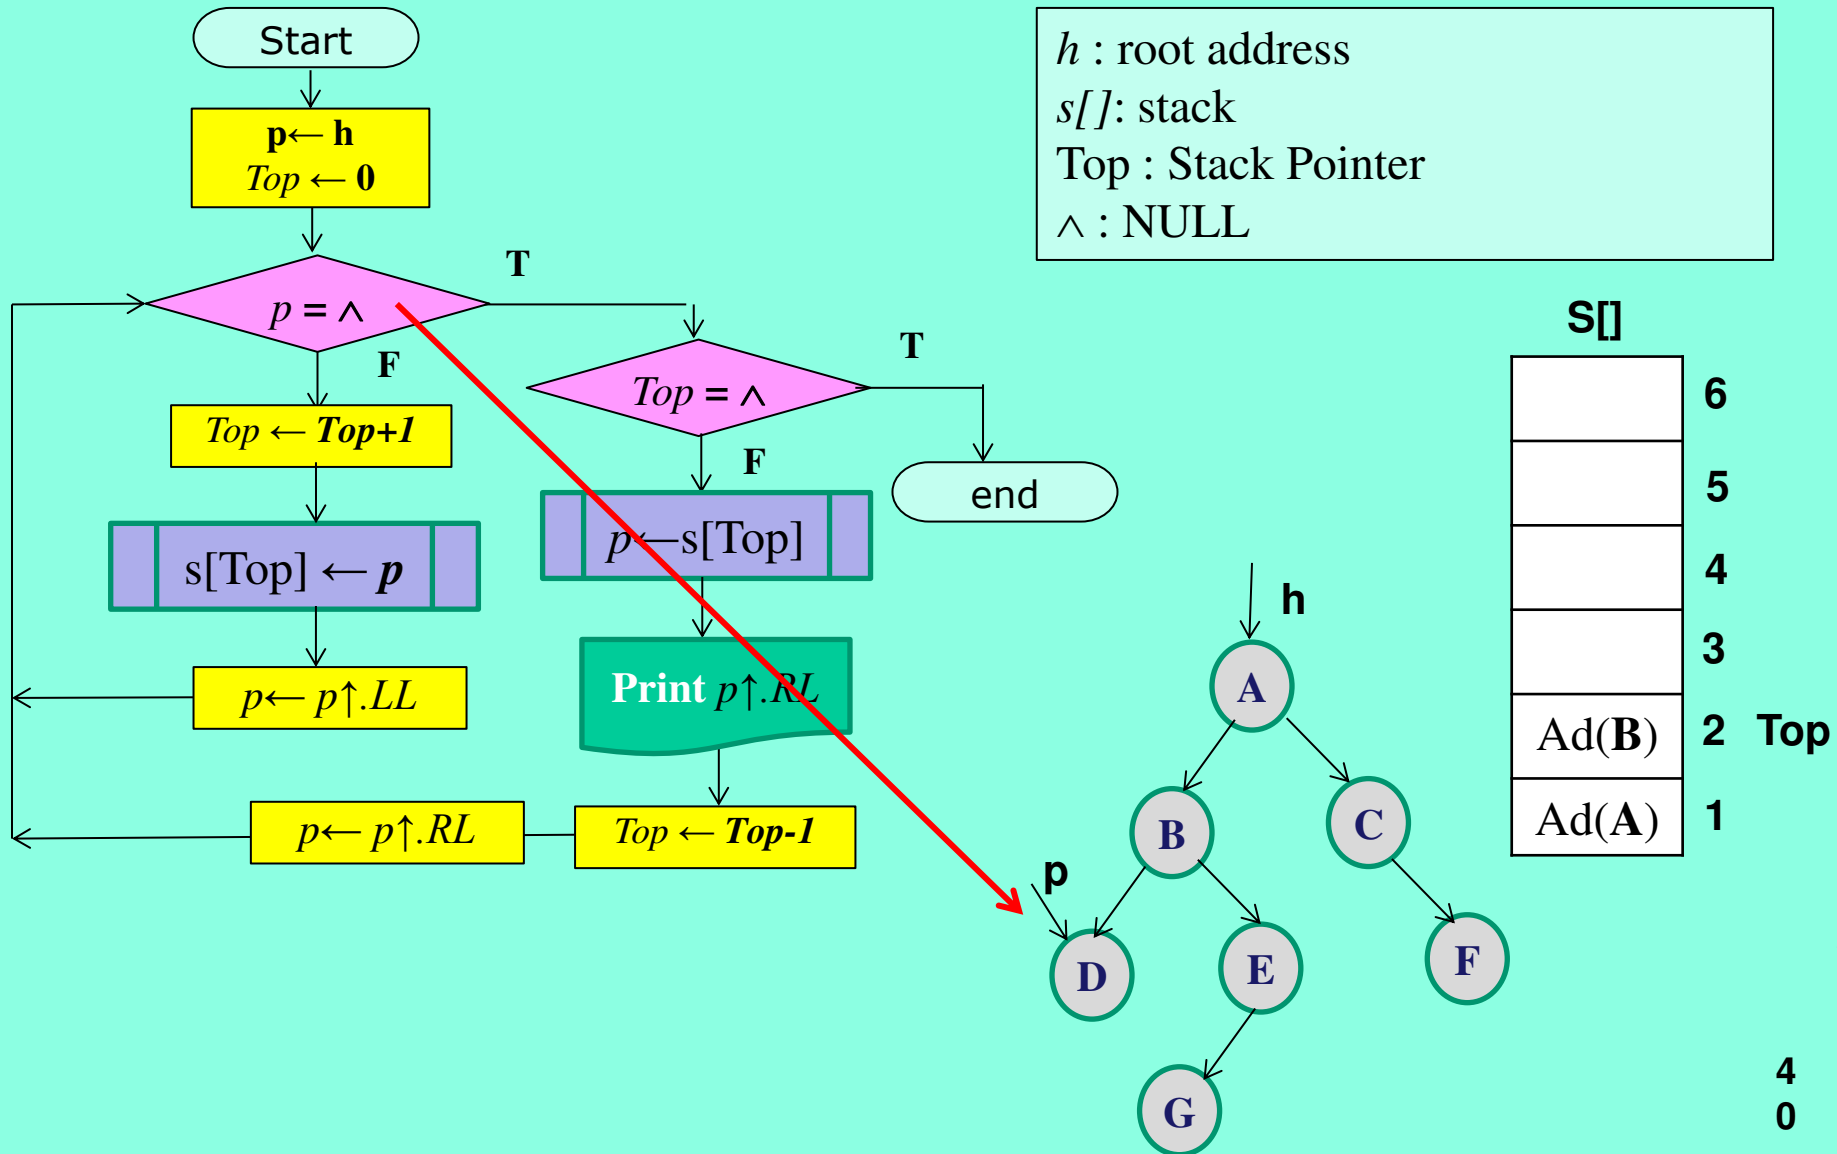 Start
p← h
Top ← 0
p = ∧
T
F
Top ← Top+1
s[Top] ← p
p← p↑.LL
p← p↑.RL
Top = ∧
T
F
end
p←s[Top]
Print p↑.RL
Top ← Top-1
h : root address
s[]: stack
Top : Stack Pointer
∧ : NULL
S[]
6
5
4
3
Ad(B) 2 Top
Ad(A) 1
h
A
B
C
p
D
E
F
G
4
0